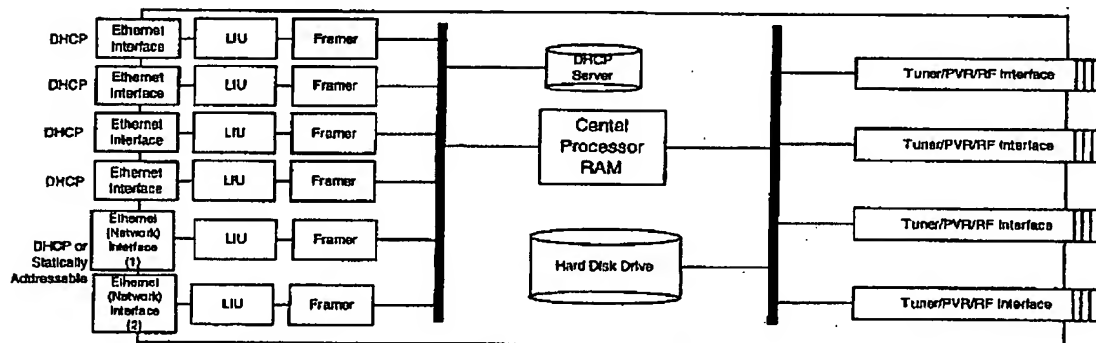 DHCP
Ethernet
Interface
LIU
Framer
DHCP
Ethernet
Interface
LIU
Framer
DHCP
Ethernet
Interface
LIU
Framer
DHCP
Ethernet
Interface
LIU
Framer
DHCP or
Statically
Addressable
Ethernet
(Network)
Interface
(1)
LIU
Framer
Ethernet
(Network)
Interface
(2)
LIU
Framer
DHCP
Server
Cental
Processor
RAM
Hard Disk Drive
Tuner/PVR/RF Interface
Tuner/PVR/RF Interface
Tuner/PVR/RF Interface
Tuner/PVR/RF Interface